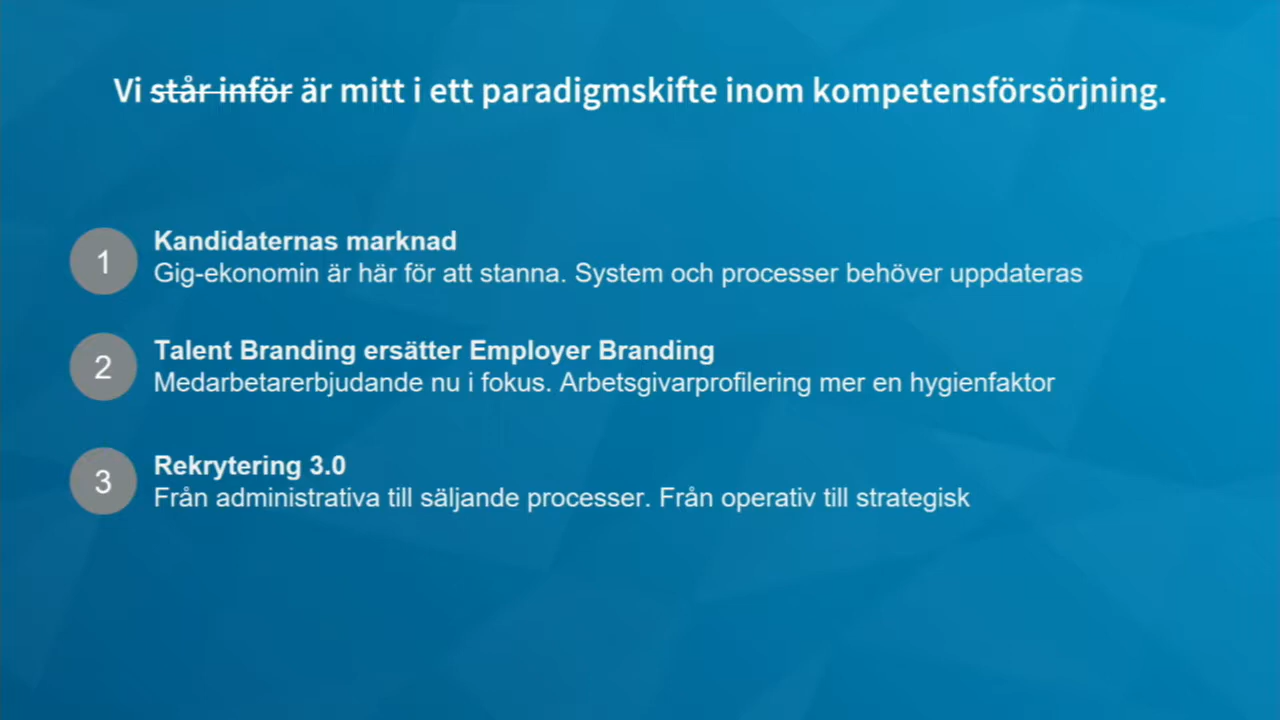 Vi står inför är mitt i ett paradigmskifte inom kompetensförsörjning.
1
Kandidaternas marknad
Gig-ekonomin är här för att stanna. System och processer behöver uppdateras
2
Talent Branding ersätter Employer Branding
Medarbetarerbjudande nu i fokus. Arbetsgivarprofilering mer en hygienfaktor
3
Rekrytering 3.0
Från administrativa till säljande processer. Från operativ till strategisk